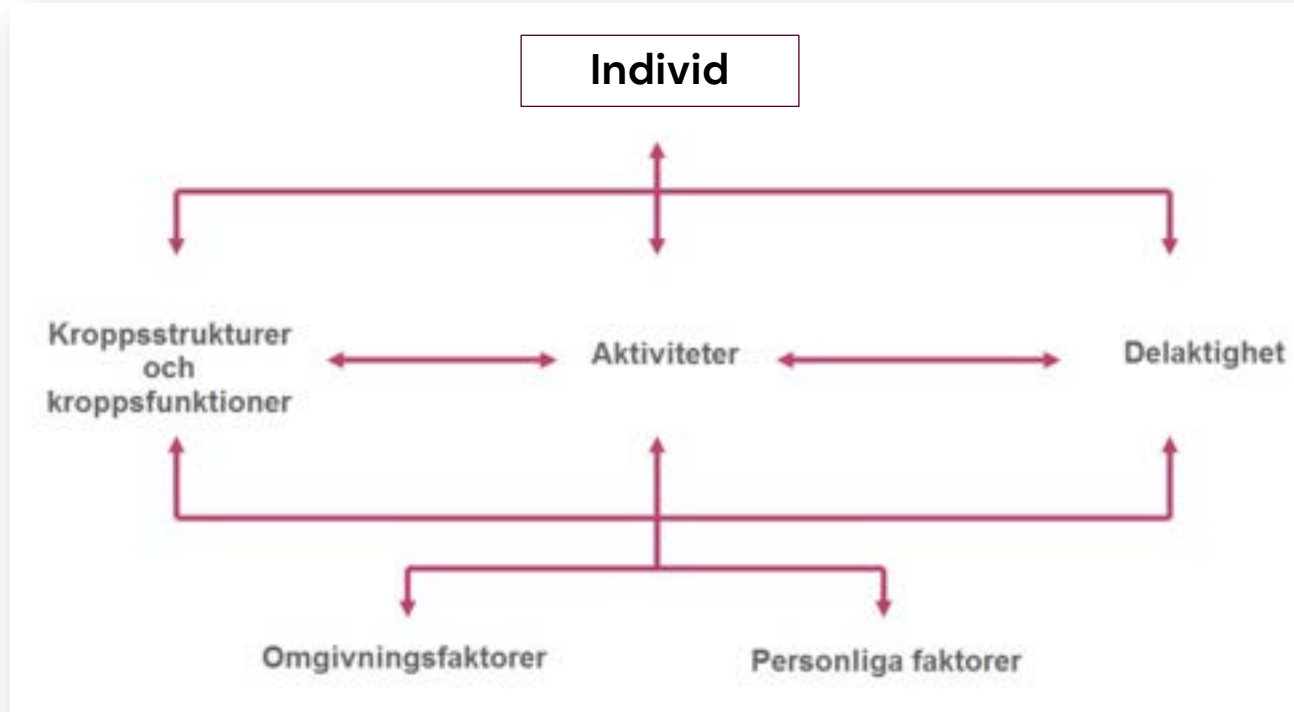 Individ
Kroppsstrukturer
och
kroppsfunktioner
Aktiviteter
Delaktighet
Omgivningsfaktorer
Personliga faktorer